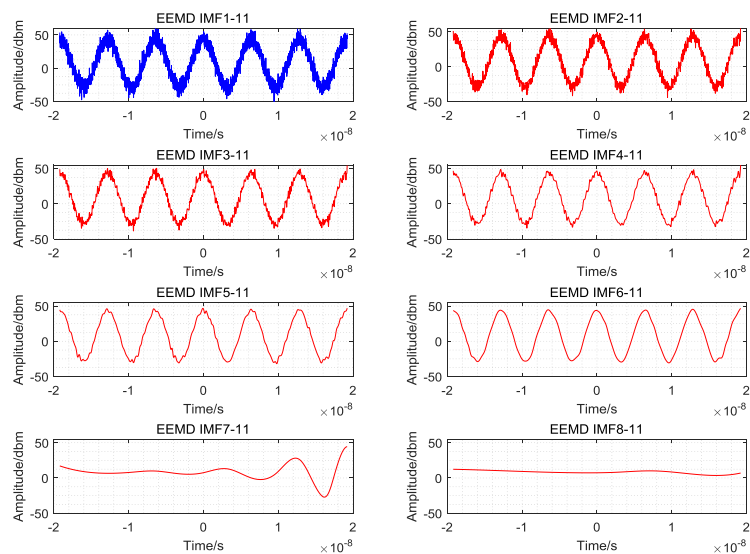 EEMD IMF1-11
Amplitude/dbm
50
0
-50
-2 -1 0 1 2
Time/s
×10⁻⁸
EEMD IMF2-11
Amplitude/dbm
50
0
-50
-2 -1 0 1 2
Time/s
×10⁻⁸
EEMD IMF3-11
Amplitude/dbm
50
0
-50
-2 -1 0 1 2
Time/s
×10⁻⁸
EEMD IMF4-11
Amplitude/dbm
50
0
-50
-2 -1 0 1 2
Time/s
×10⁻⁸
EEMD IMF5-11
Amplitude/dbm
50
0
-50
-2 -1 0 1 2
Time/s
×10⁻⁸
EEMD IMF6-11
Amplitude/dbm
50
0
-50
-2 -1 0 1 2
Time/s
×10⁻⁸
EEMD IMF7-11
Amplitude/dbm
50
0
-50
-2 -1 0 1 2
Time/s
×10⁻⁸
EEMD IMF8-11
Amplitude/dbm
50
0
-50
-2 -1 0 1 2
Time/s
×10⁻⁸